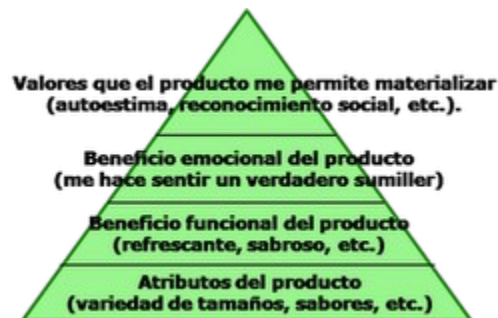 Valores que el producto me permite materializar
(autoestima, reconocimiento social, etc.).
Beneficio emocional del producto
(me hace sentir un verdadero sumiller)
Beneficio funcional del producto
(refrescante, sabroso, etc.)
Atributos del producto
(variedad de tamaños, sabores, etc.)